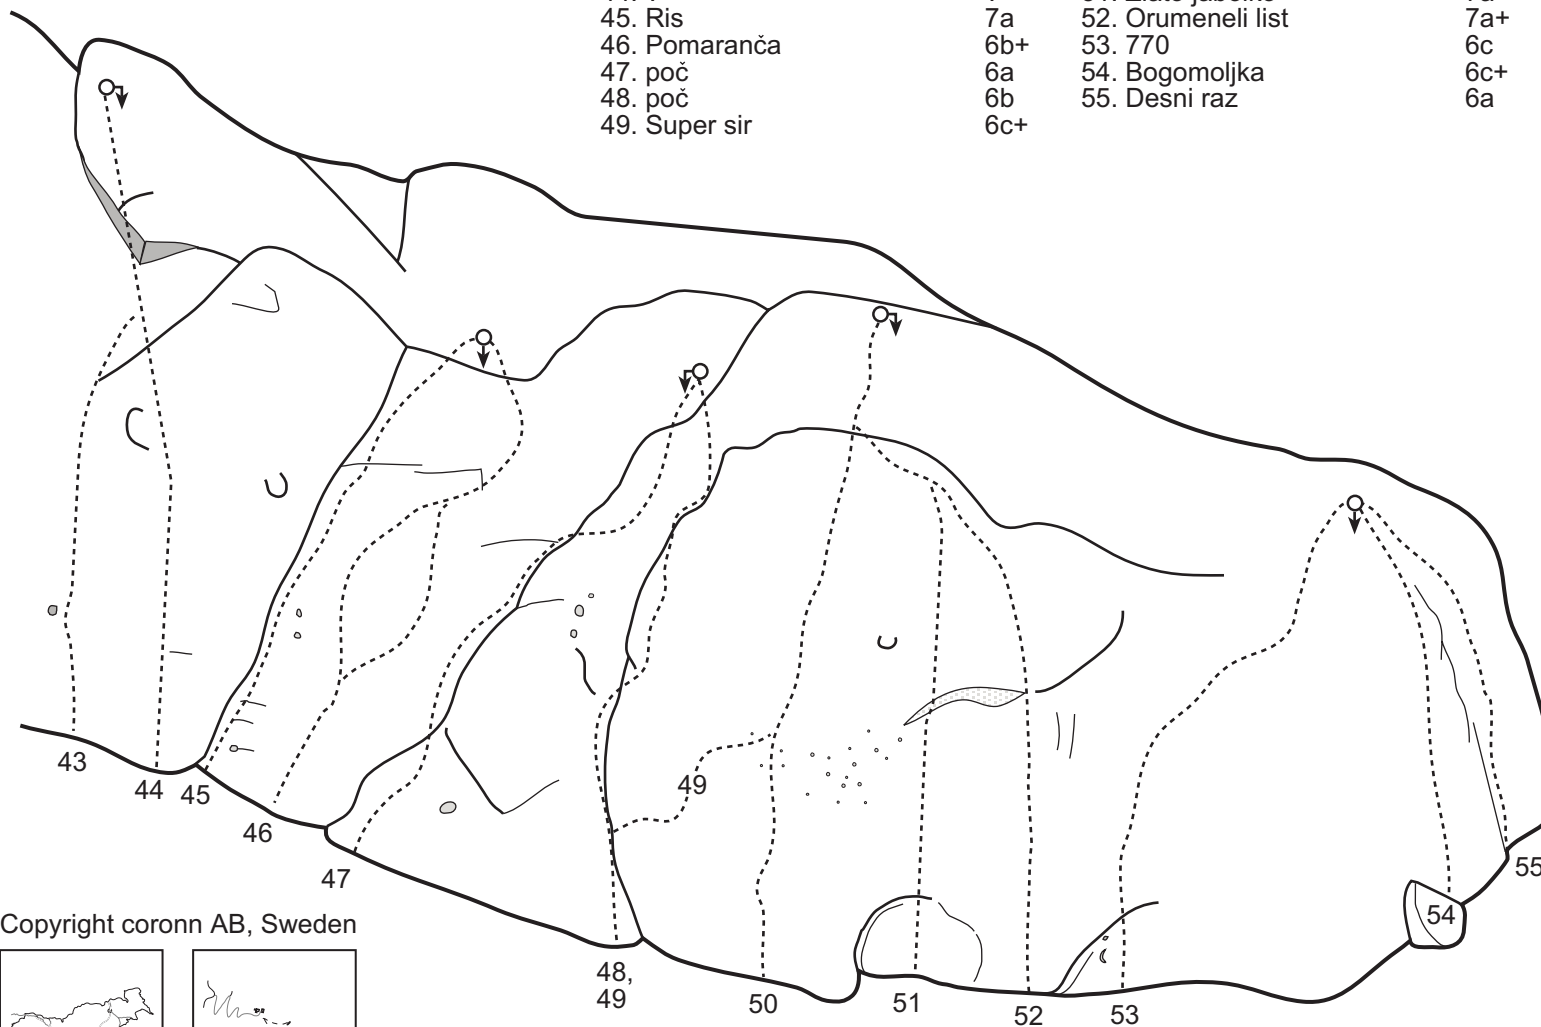 45. Ris 7a
46. Pomaranča 6b+
47. poč 6a
48. poč 6b
49. Super sir 6c+
52. Orumeneli list 7a+
53. 770 6c
54. Bogomoljka 6c+
55. Desni raz 6a
43
44
45
46
47
48,
49
49
50
51
52
53
54
55
Copyright coronn AB, Sweden